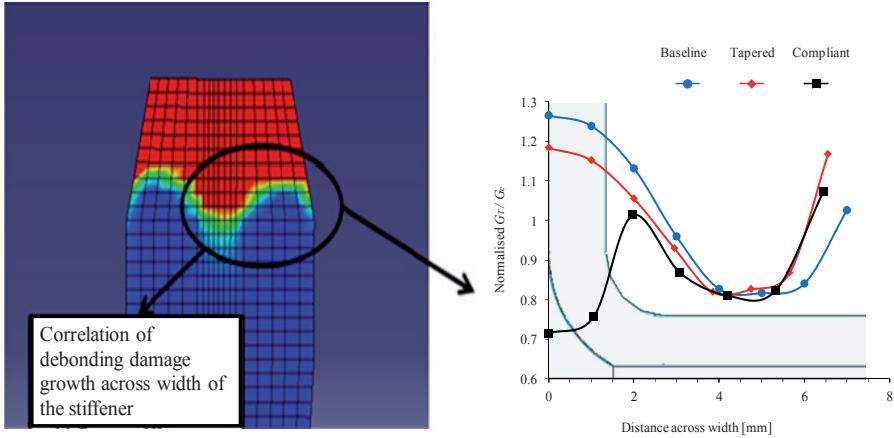 Correlation of
debonding damage
growth across width of
the stiffener
Baseline Tapered Compliant
Normalised GT / Gc
1.3
1.2
1.1
1
0.9
0.8
0.7
0.6
0 2 4 6 8
Distance across width [mm]